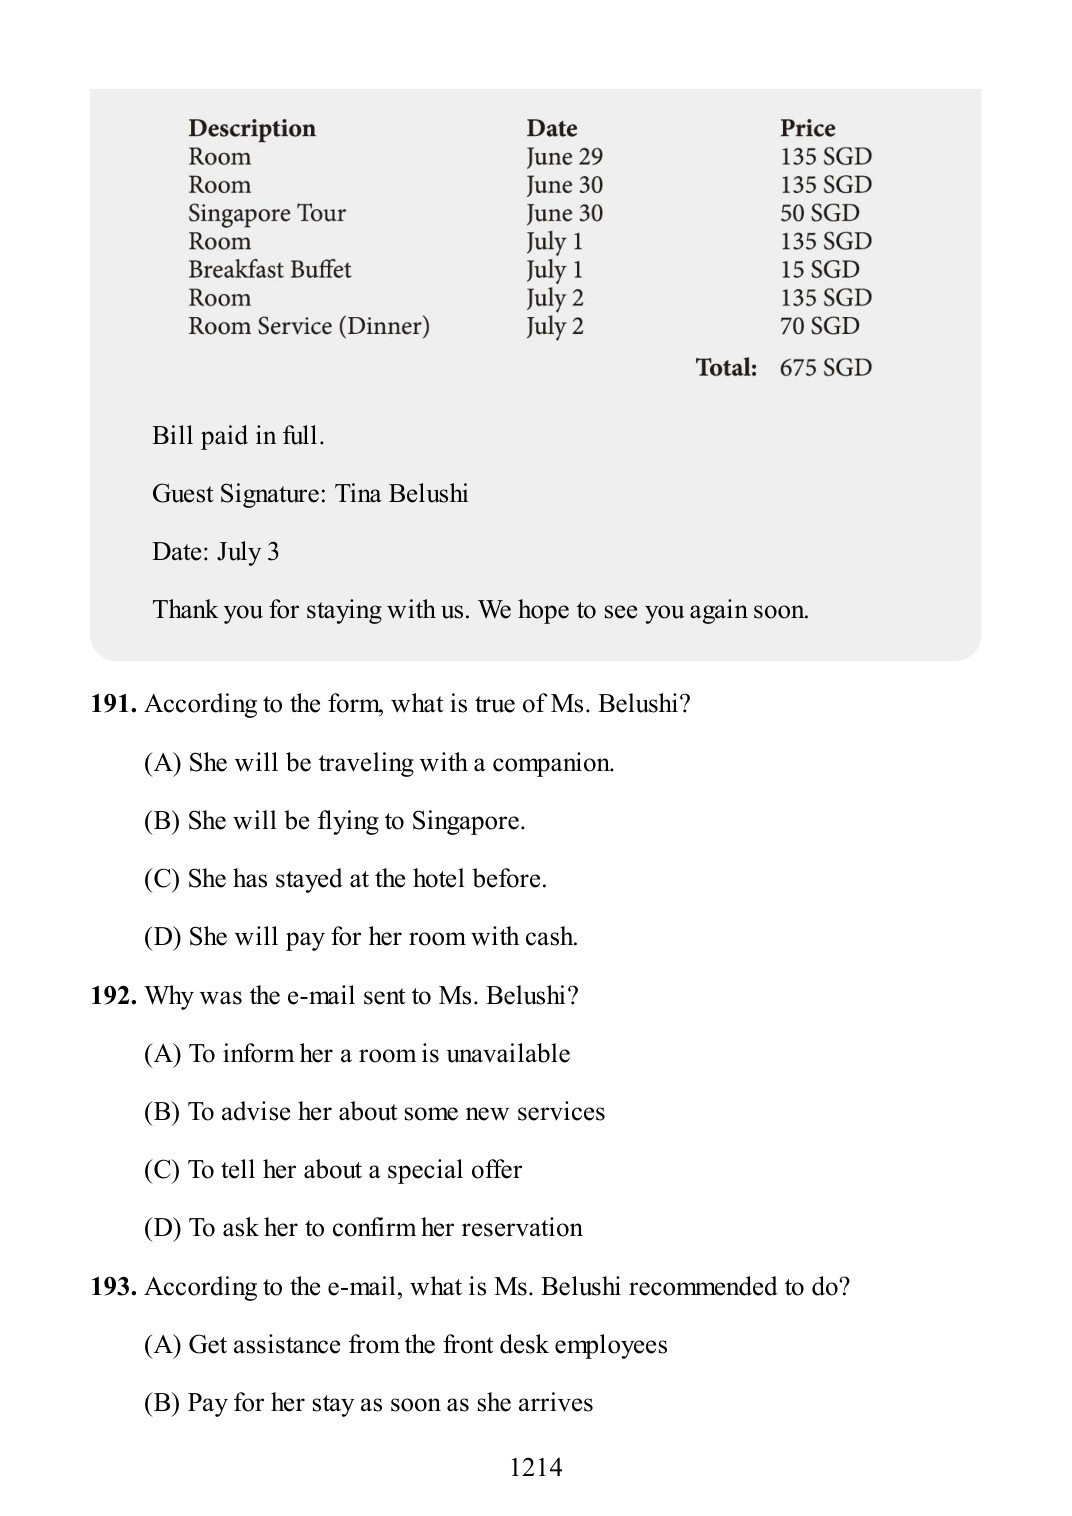 Description Date Price
Room June 29 135 SGD
Room June 30 135 SGD
Singapore Tour June 30 50 SGD
Room July 1 135 SGD
Breakfast Buffet July 1 15 SGD
Room July 2 135 SGD
Room Service (Dinner) July 2 70 SGD
Total: 675 SGD
Bill paid in full.
Guest Signature: Tina Belushi
Date: July 3
Thank you for staying with us. We hope to see you again soon.
191. According to the form, what is true of Ms. Belushi?
(A) She will be traveling with a companion.
(B) She will be flying to Singapore.
(C) She has stayed at the hotel before.
(D) She will pay for her room with cash.
192. Why was the e-mail sent to Ms. Belushi?
(A) To inform her a room is unavailable
(B) To advise her about some new services
(C) To tell her about a special offer
(D) To ask her to confirm her reservation
193. According to the e-mail, what is Ms. Belushi recommended to do?
(A) Get assistance from the front desk employees
(B) Pay for her stay as soon as she arrives
1214